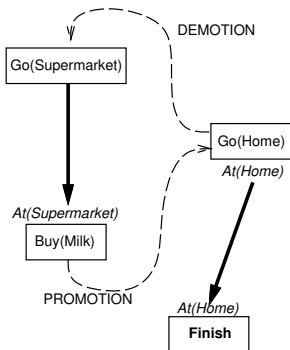 DEMOTION
Go(Supermarket)
Go(Home)
At(Home)
At(Supermarket)
Buy(Milk)
PROMOTION
At(Home)
Finish